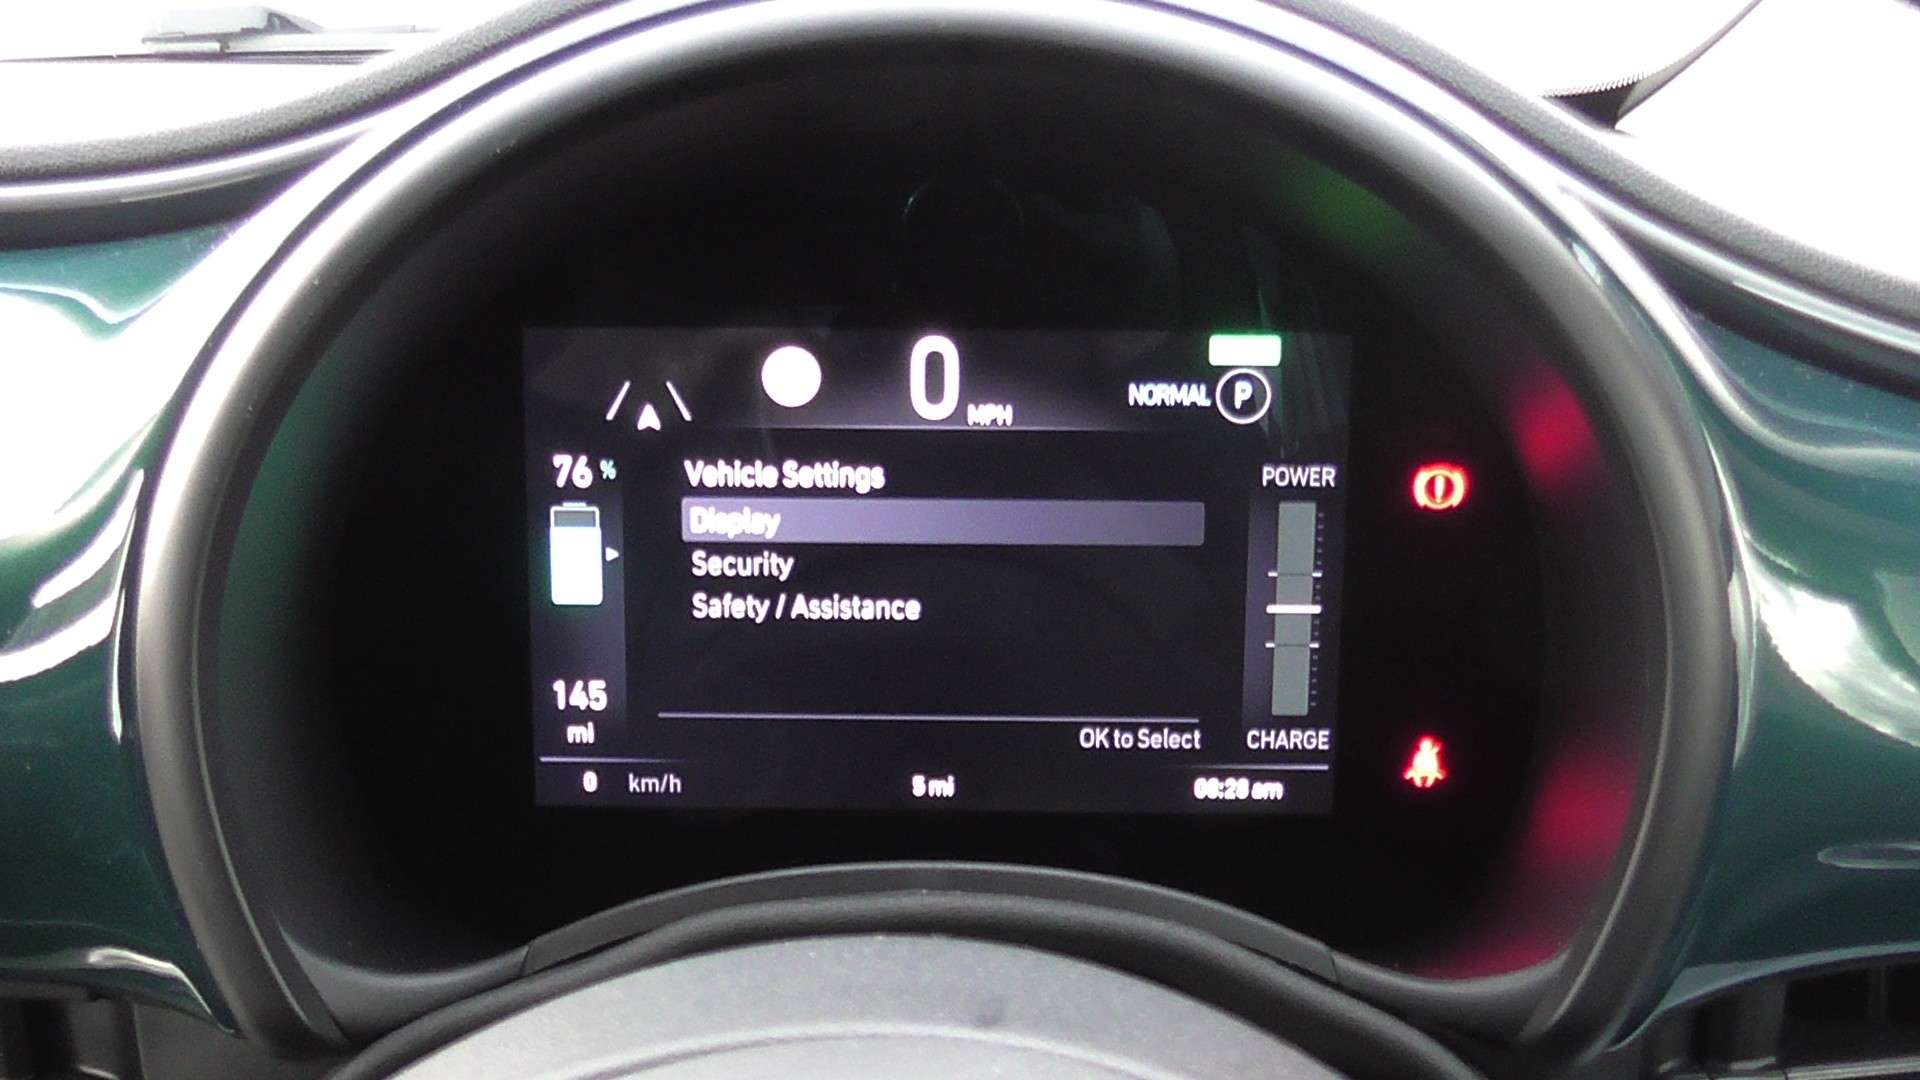 0 MPH
NORMAL P
76 %
Vehicle Settings
POWER
Display
Security
Safety / Assistance
145
mi
OK to Select
CHARGE
0 km/h
5 mi
am